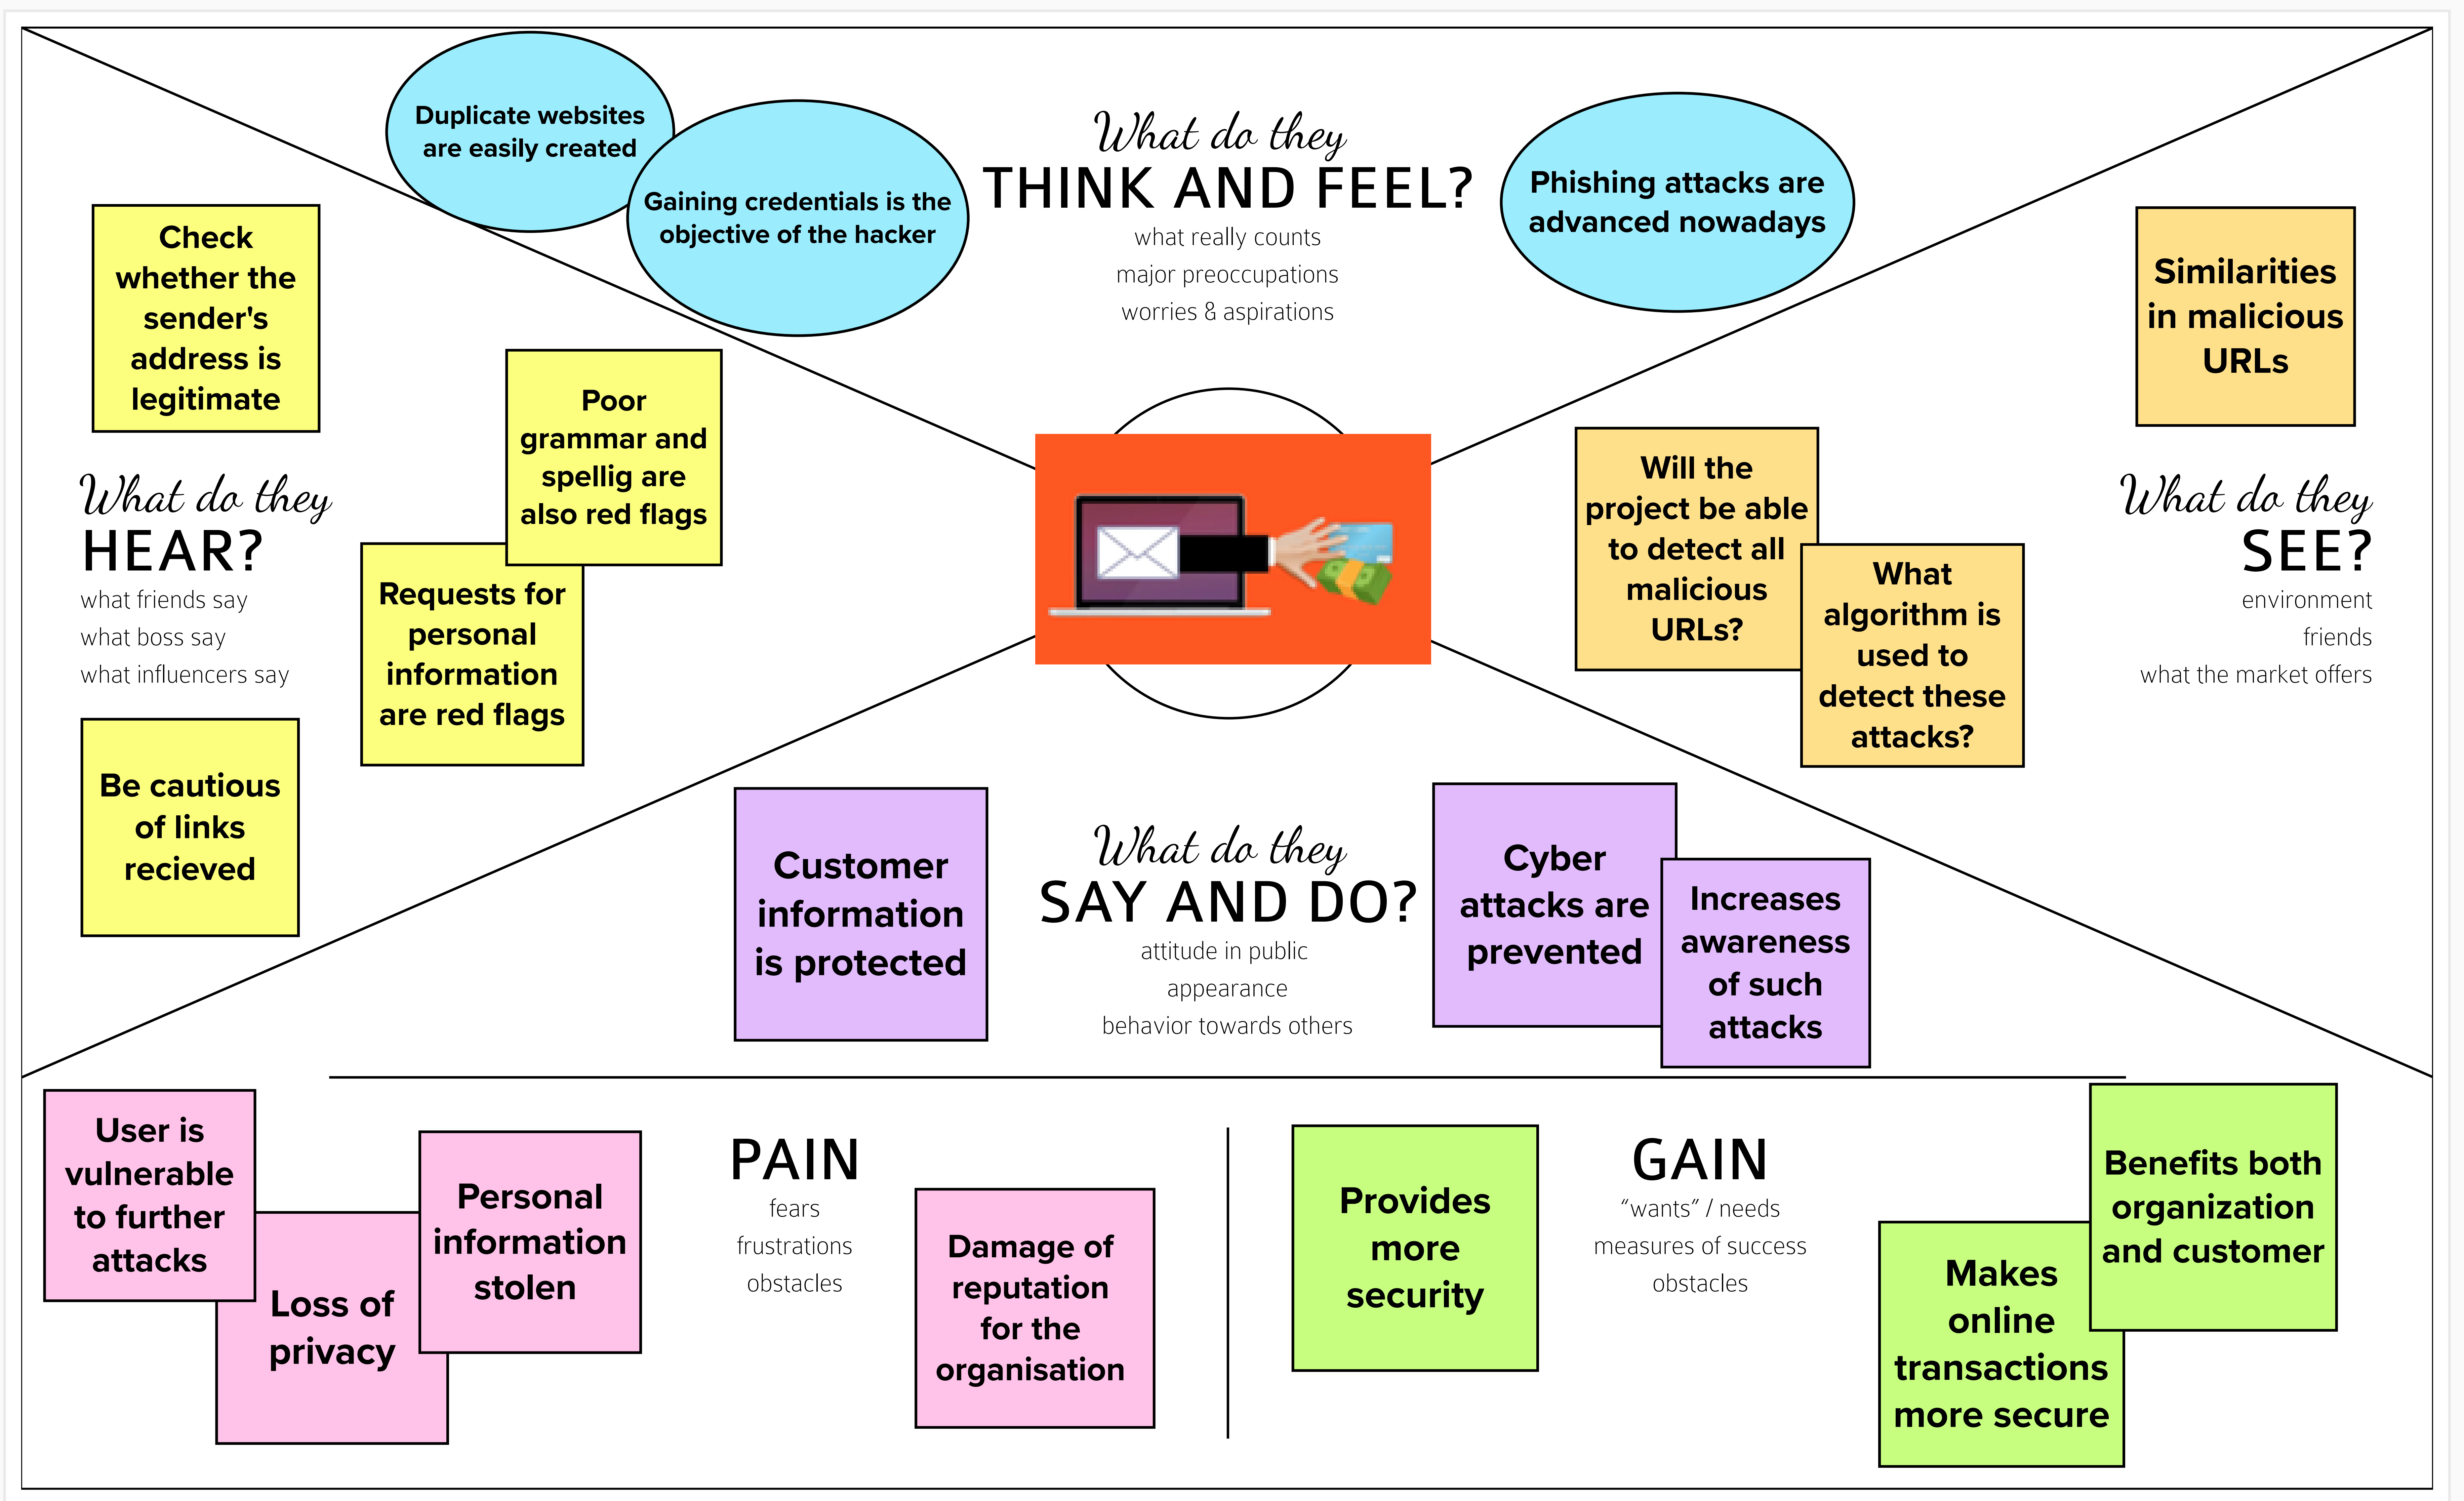 Duplicate websites
are easily created
Gaining credentials is the
objective of the hacker
What do they
THINK AND FEEL?
what really counts
major preoccupations
worries & aspirations
Phishing attacks are
advanced nowadays
Check
whether the
sender's
address is
legitimate
Poor
grammar and
spellig are
also red flags
What do they
HEAR?
what friends say
what boss say
what influencers say
Requests for
personal
information
are red flags
Be cautious
of links
recieved
Similarities
in malicious
URLs
Will the
project be able
to detect all
malicious
URLs?
What do they
SEE?
environment
friends
what the market offers
What
algorithm is
used to
detect these
attacks?
Customer
information
is protected
What do they
SAY AND DO?
attitude in public
appearance
behavior towards others
Cyber
attacks are
prevented
Increases
awareness
of such
attacks
User is
vulnerable
to further
attacks
Loss of
privacy
Personal
information
stolen
PAIN
fears
frustrations
obstacles
Damage of
reputation
for the
organisation
Provides
more
security
GAIN
“wants” / needs
measures of success
obstacles
Makes
online
transactions
more secure
Benefits both
organization
and customer